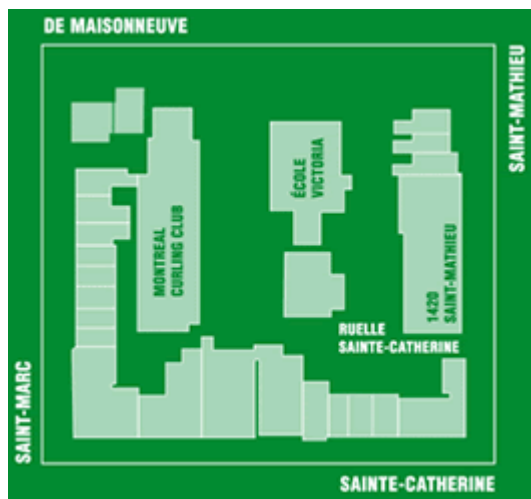 DE MAISONNEUVE
SAINT-MATHIEU
ÉCOLE
VICTORIA
MONTREAL
CURLING CLUB
1420
SAINT-MATHIEU
RUELLE
SAINTE-CATHERINE
SAINT-MARC
SAINTE-CATHERINE